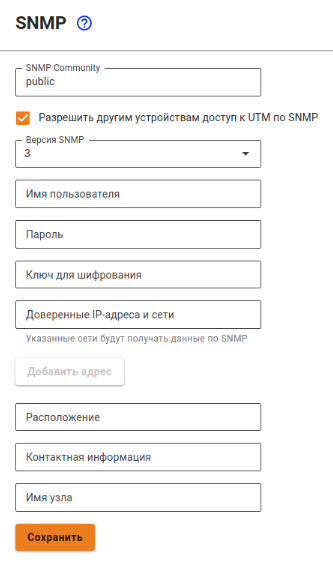 SNMP
SNMP Community
public
Разрешить другим устройствам доступ к UTM по SNMP
Версия SNMP
3
Имя пользователя
Пароль
Ключ для шифрования
Доверенные IP-адреса и сети
Указанные сети будут получать данные по SNMP
Добавить адрес
Расположение
Контактная информация
Имя узла
Сохранить